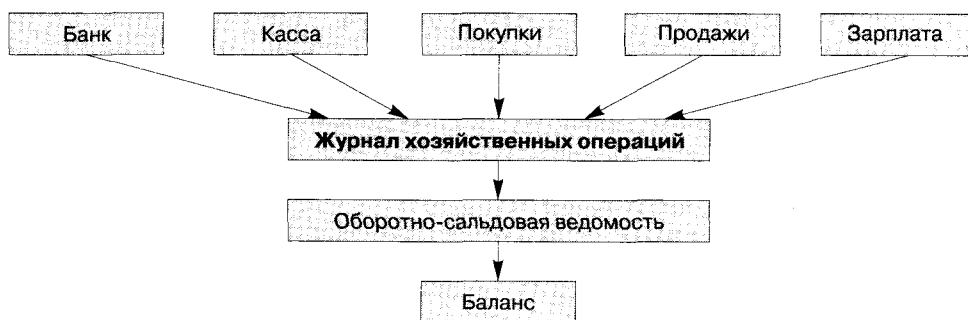 Банк
Касса
Покупки
Продажи
Зарплата
Журнал хозяйственных операций
Оборотно-сальдовая ведомость
Баланс